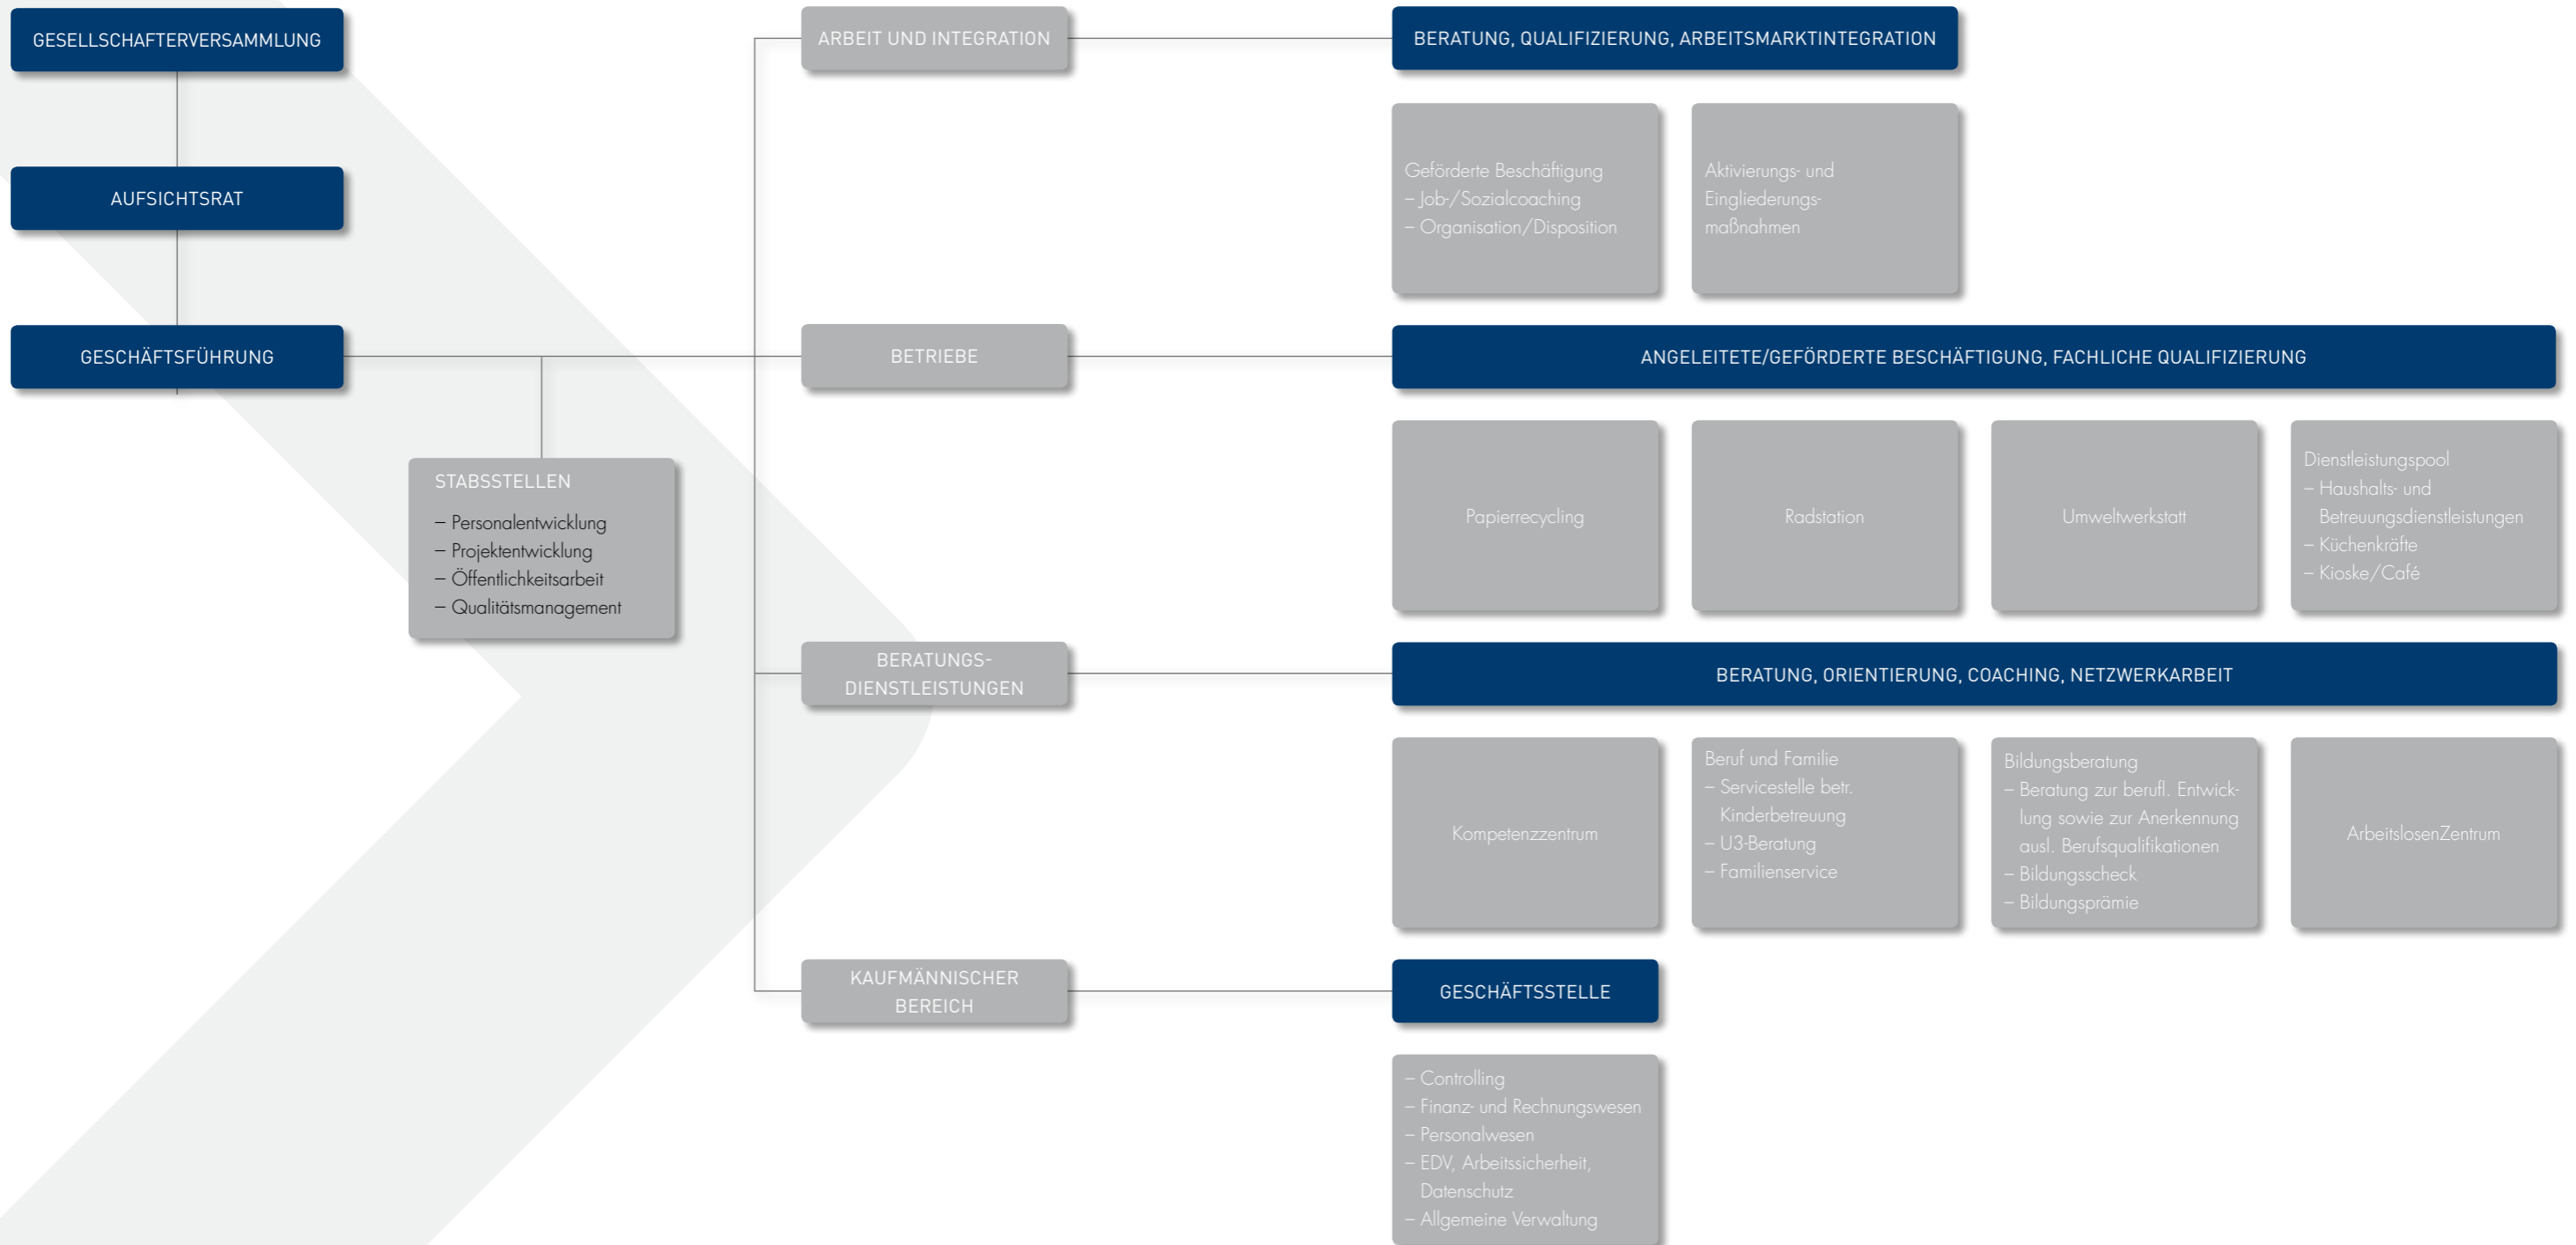 GESELLSCHAFTERVERSAMMLUNG
AUFSICHTSRAT
GESCHÄFTSFÜHRUNG
STABSSTELLEN
– Personalentwicklung
– Projektentwicklung
– Öffentlichkeitsarbeit
– Qualitätsmanagement
ARBEIT UND INTEGRATION
BERATUNG, QUALIFIZIERUNG, ARBEITSMARKTINTEGRATION
Geförderte Beschäftigung
– Job-/Sozialcoaching
– Organisation/Disposition
Aktivierungs- und
Eingliederungs-
maßnahmen
BETRIEBE
ANGELEITETE/GEFÖRDERTE BESCHÄFTIGUNG, FACHLICHE QUALIFIZIERUNG
Papierrecycling
Radstation
Umweltwerkstatt
Dienstleistungspool
– Haushalts- und
Betreuungsdienstleistungen
– Küchenkräfte
– Kioske/Café
BERATUNGS-
DIENSTLEISTUNGEN
BERATUNG, ORIENTIERUNG, COACHING, NETZWERKARBEIT
Kompetenzzentrum
Beruf und Familie
– Servicestelle betr.
Kinderbetreuung
– U3-Beratung
– Familienservice
Bildungsberatung
– Beratung zur berufl. Entwick-
lung sowie zur Anerkennung
ausl. Berufsqualifikationen
– Bildungsscheck
– Bildungsprämie
ArbeitslosenZentrum
KAUFMÄNNISCHER
BEREICH
GESCHÄFTSSTELLE
– Controlling
– Finanz- und Rechnungswesen
– Personalwesen
– EDV, Arbeitssicherheit,
Datenschutz
– Allgemeine Verwaltung